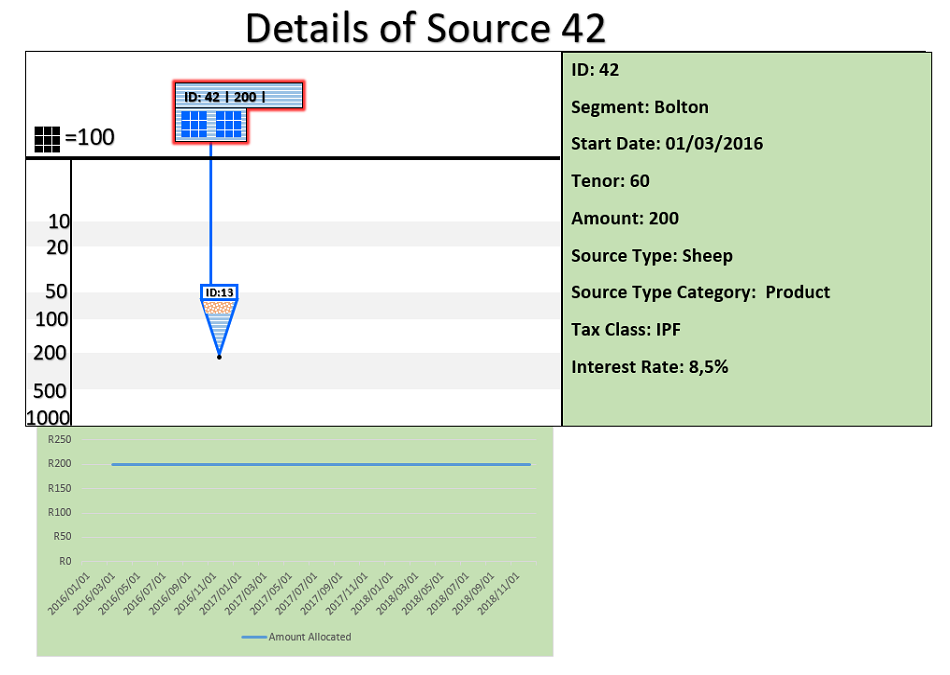 Details of Source 42
ID: 42 | 200 |
=100
10
20
50
100
200
500
1000
ID:13
ID: 42
Segment: Bolton
Start Date: 01/03/2016
Tenor: 60
Amount: 200
Source Type: Sheep
Source Type Category:  Product
Tax Class: IPF
Interest Rate: 8,5%
R250
R200
R150
R100
R50
R0
2016/01/01
2016/03/01
2016/05/01
2016/07/01
2016/09/01
2016/11/01
2017/01/01
2017/03/01
2017/05/01
2017/07/01
2017/09/01
2017/11/01
2018/01/01
2018/03/01
2018/05/01
2018/07/01
2018/09/01
2018/11/01
Amount Allocated